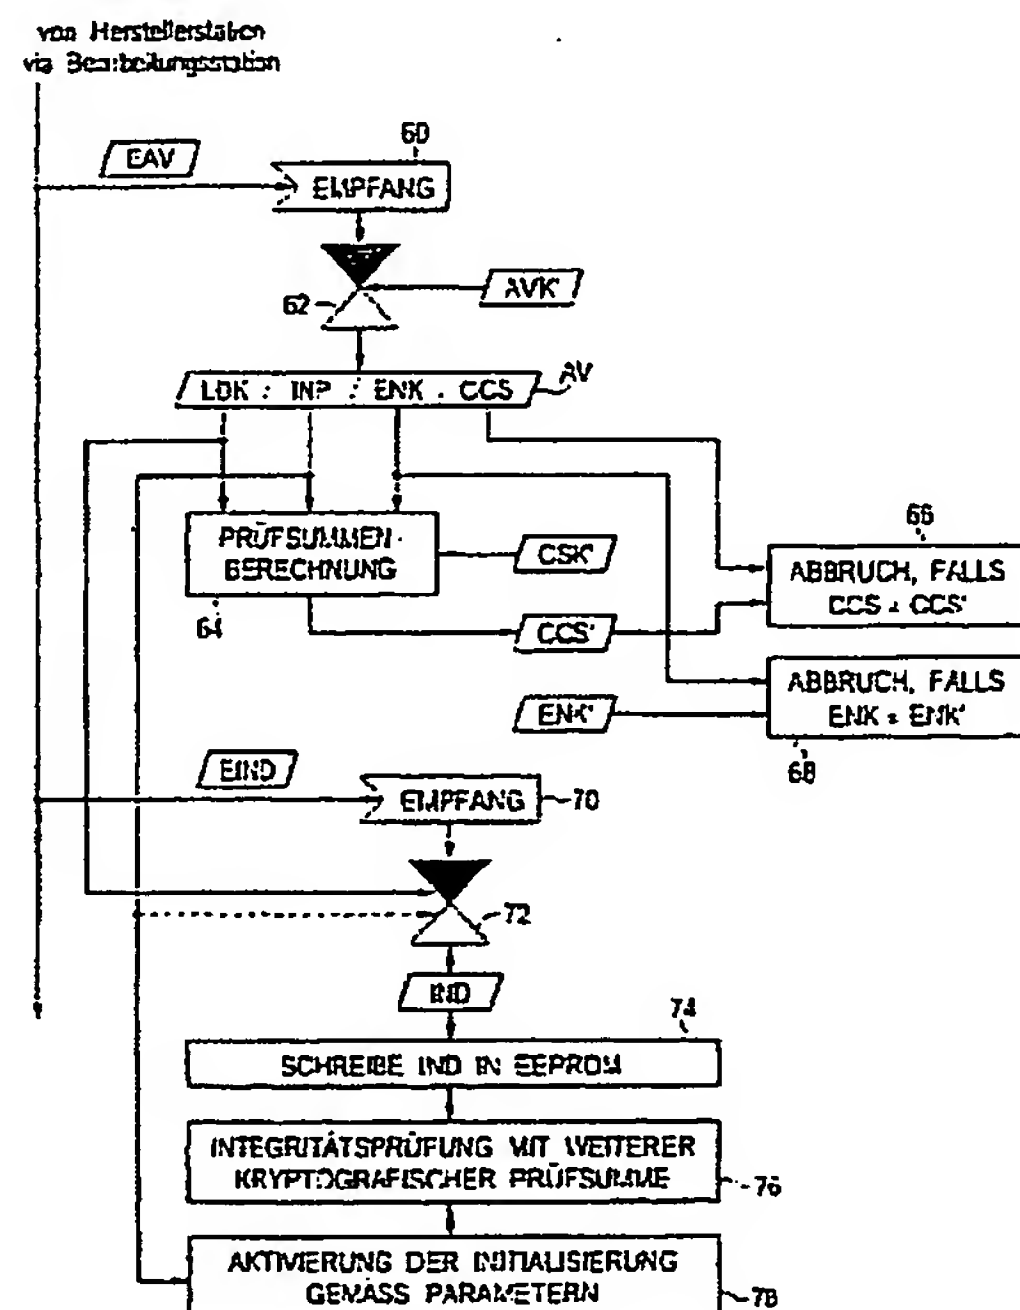 von Herstellerstation
via Bearbeitungsstation
60
EAV
EMPFANG
AVK'
62
LDK : INP : ENK . CCS
AV
66
PRÜFSUMMEN-
BERECHNUNG
CSK'
ABBRUCH, FALLS
CCS ± CCS'
64
CCS'
ABBRUCH, FALLS
ENK = ENK'
ENK'
68
EIND
EMPFANG
70
72
IND
74
SCHREIBE IND IN EEPROM
INTEGRITÄTSPRÜFUNG MIT WEITERER
KRYPTOGRAFISCHER PRÜFSUMME
76
AKTIVIERUNG DER INITIALISIERUNG
GEMÄSS PARAMETERN
78